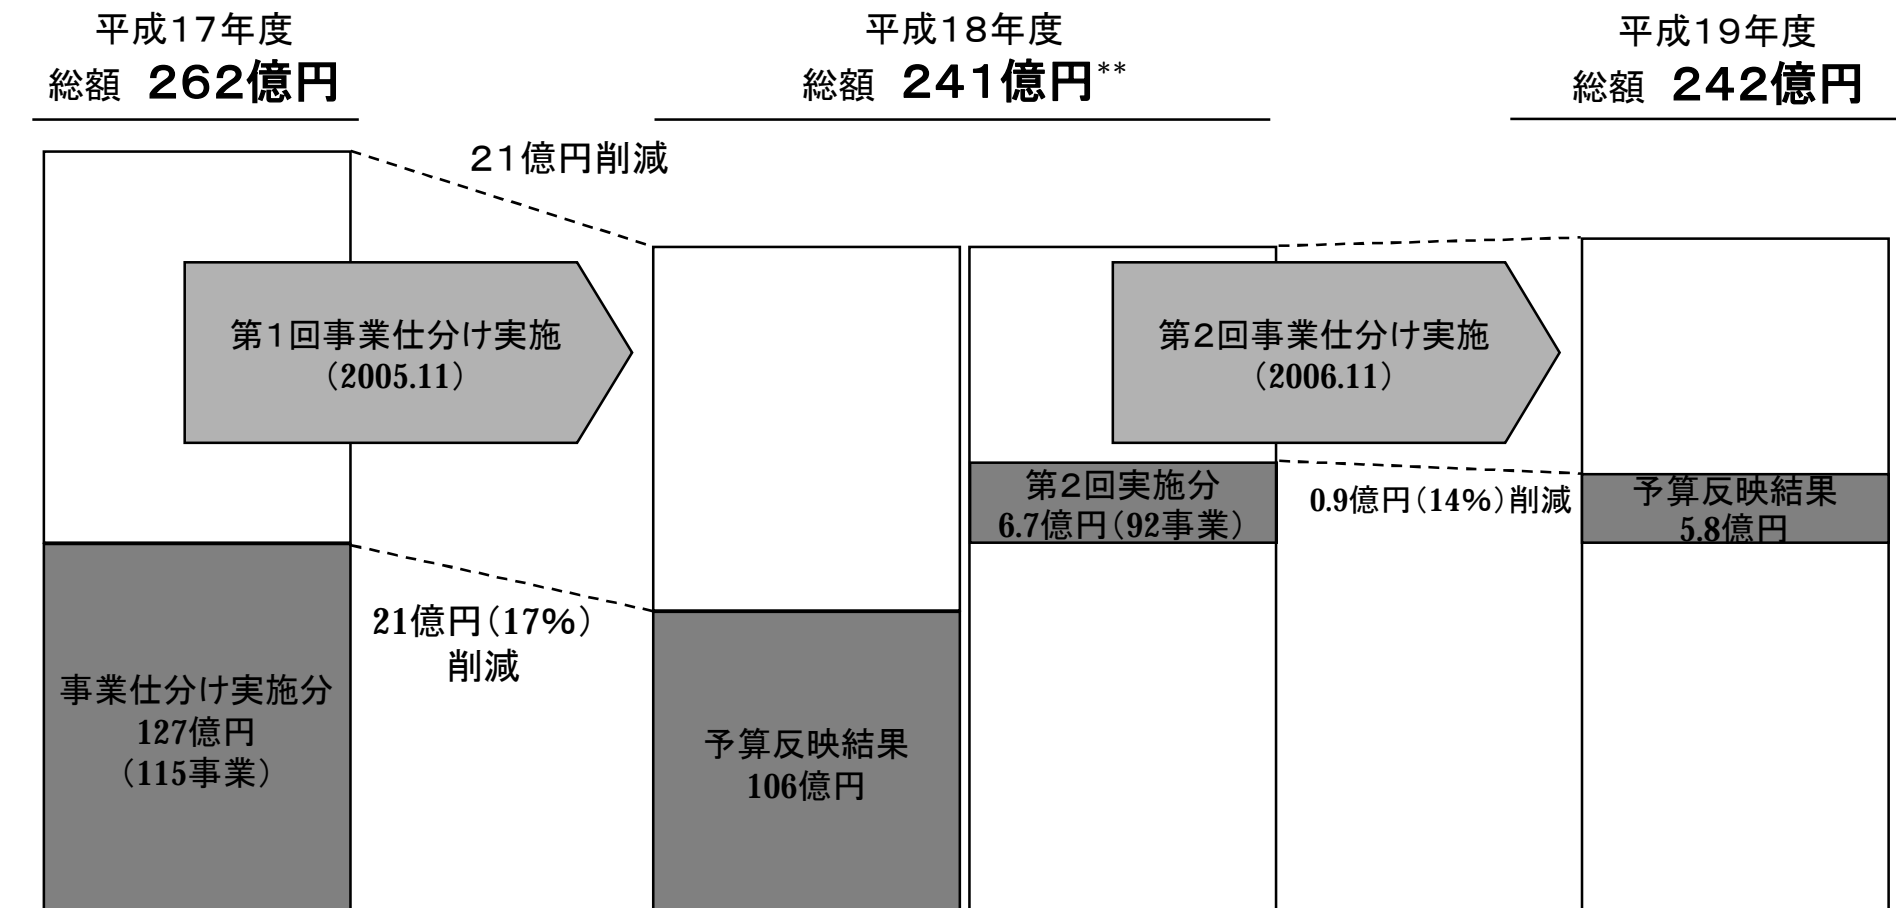 平成17年度
総額 262億円
平成18年度
総額 241億円**
平成19年度
総額 242億円
21億円削減
第1回事業仕分け実施
（2005.11）
第2回事業仕分け実施
（2006.11）
第2回実施分
6.7億円（92事業）
0.9億円（14%）削減
予算反映結果
5.8億円
21億円（17%）
削減
事業仕分け実施分
127億円
（115事業）
予算反映結果
106億円